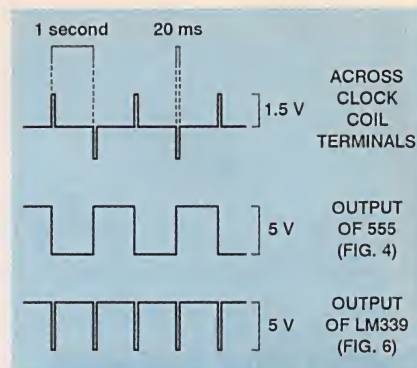 1 second 20 ms
1.5 V
ACROSS
CLOCK
COIL
TERMINALS
5 V
OUTPUT
OF 555
(FIG. 4)
5 V
OUTPUT
OF LM339
(FIG. 6)